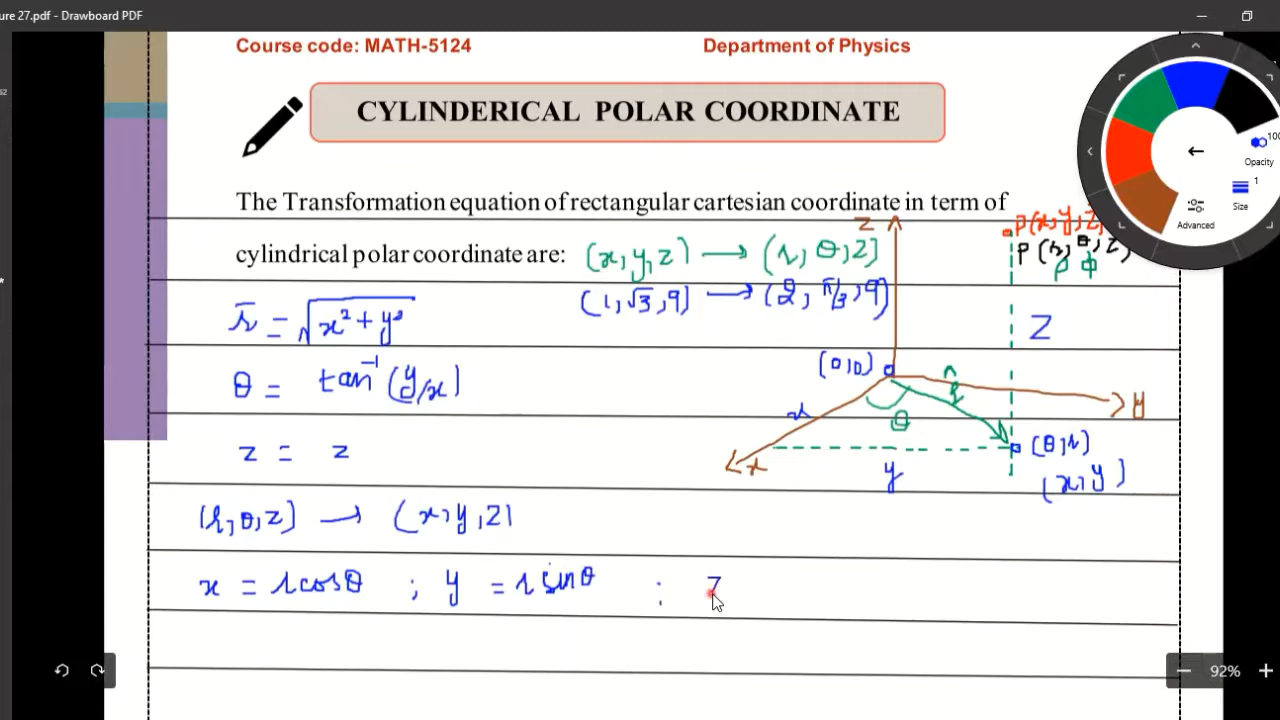 ure 27.pdf - Drawboard PDF
Course code: MATH-5124 Department of Physics
CYLINDERICAL POLAR COORDINATE
The Transformation equation of rectangular cartesian coordinate in term of
cylindrical polar coordinate are: (x, y, z) → (r, θ, z)
(1, √3, 9) → (2, π/3, 9)
r = √x² + y²
θ = tan⁻¹ (y/x)
z = z
(r, θ, z) → (x, y, z)
x = r cosθ ; y = r sinθ ; z
z
P(x, y, z
P(r, θ, z)
ρ φ
Z
(0,0)
r
y
x
θ
x
y
(θ, r)
(x, y)
100
Opacity
1
Size
Advanced
92%